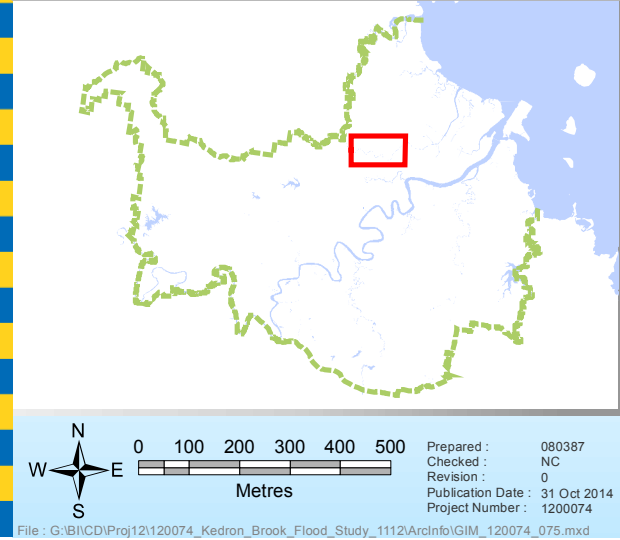 N
W E
S
0 100 200 300 400 500
Metres
Prepared : 080387
Checked : NC
Revision : 0
Publication Date : 31 Oct 2014
Project Number : 1200074
File : G:\BI\CD\Proj12\120074_Kedron_Brook_Flood_Study_1112\ArcInfo\GIM_120074_075.mxd